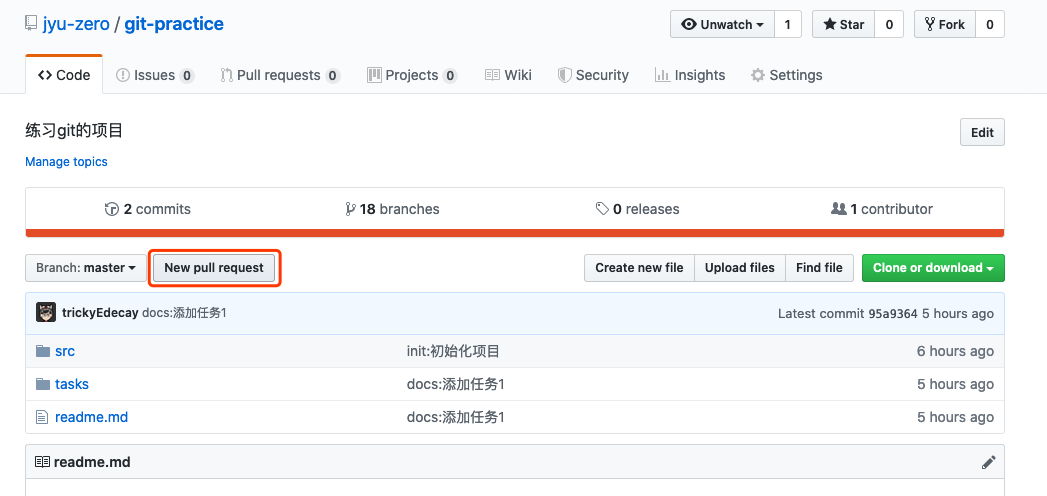 jyu-zero / git-practice
Unwatch 1 Star 0 Fork 0
Code Issues 0 Pull requests 0 Projects 0 Wiki Security Insights Settings
练习git的项目 Edit
Manage topics
2 commits 18 branches 0 releases 1 contributor
Branch: master New pull request Create new file Upload files Find file Clone or download
trickyEdecay docs:添加任务1 Latest commit 95a9364 5 hours ago
src init:初始化项目 6 hours ago
tasks docs:添加任务1 5 hours ago
readme.md docs:添加任务1 5 hours ago
readme.md